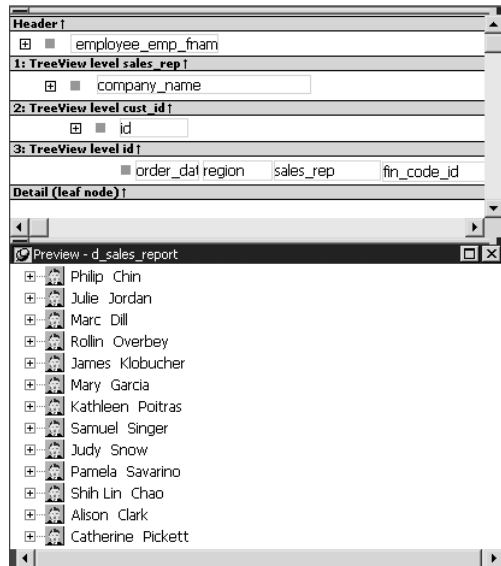 Header ↑
employee_emp_fnam
1: TreeView level sales_rep ↑
company_name
2: TreeView level cust_id ↑
id
3: TreeView level id ↑
order_dat region sales_rep fin_code_id
Detail (leaf node) ↑
Preview - d_sales_report
Philip Chin
Julie Jordan
Marc Dill
Rollin Overbey
James Klobucher
Mary Garcia
Kathleen Poitras
Samuel Singer
Judy Snow
Pamela Savarino
Shih Lin Chao
Alison Clark
Catherine Pickett